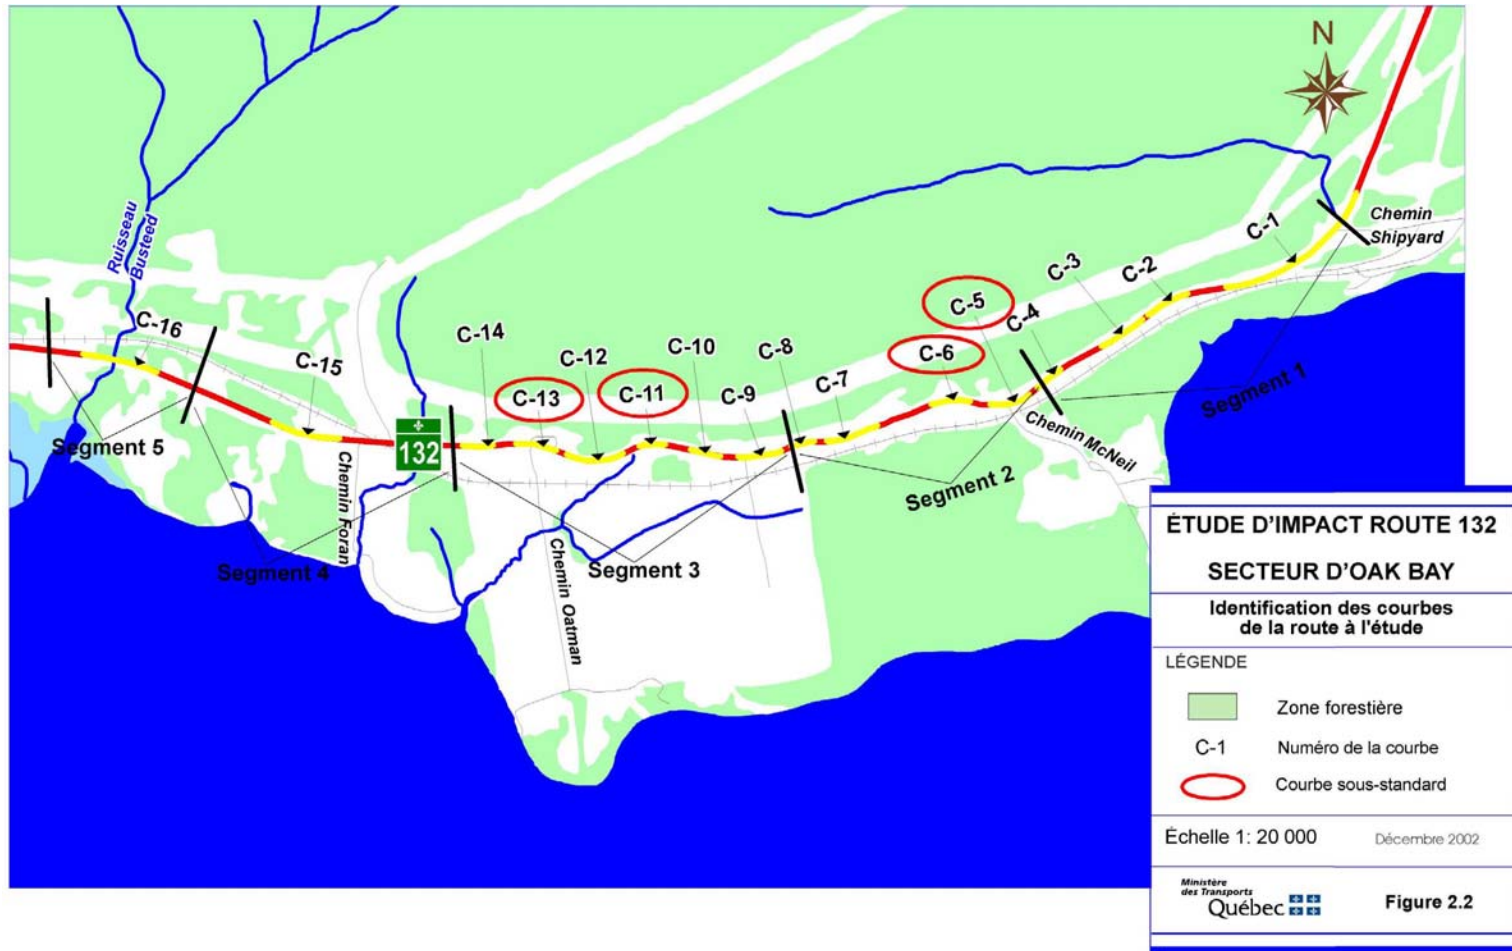 N
Chemin
Shipyard
C-1
C-2
C-3
C-4
C-5
C-6
C-7
C-8
C-9
C-10
C-11
C-12
C-13
C-14
C-15
C-16
Ruisseau
Busteed
132
Segment 1
Segment 2
Segment 3
Segment 4
Segment 5
Chemin McNeil
Chemin Oatman
Chemin Foran
ÉTUDE D'IMPACT ROUTE 132
SECTEUR D'OAK BAY
Identification des courbes
de la route à l'étude
LÉGENDE
Zone forestière
C-1 Numéro de la courbe
Courbe sous-standard
Échelle 1: 20 000 Décembre 2002
Ministère
des Transports
Québec
Figure 2.2